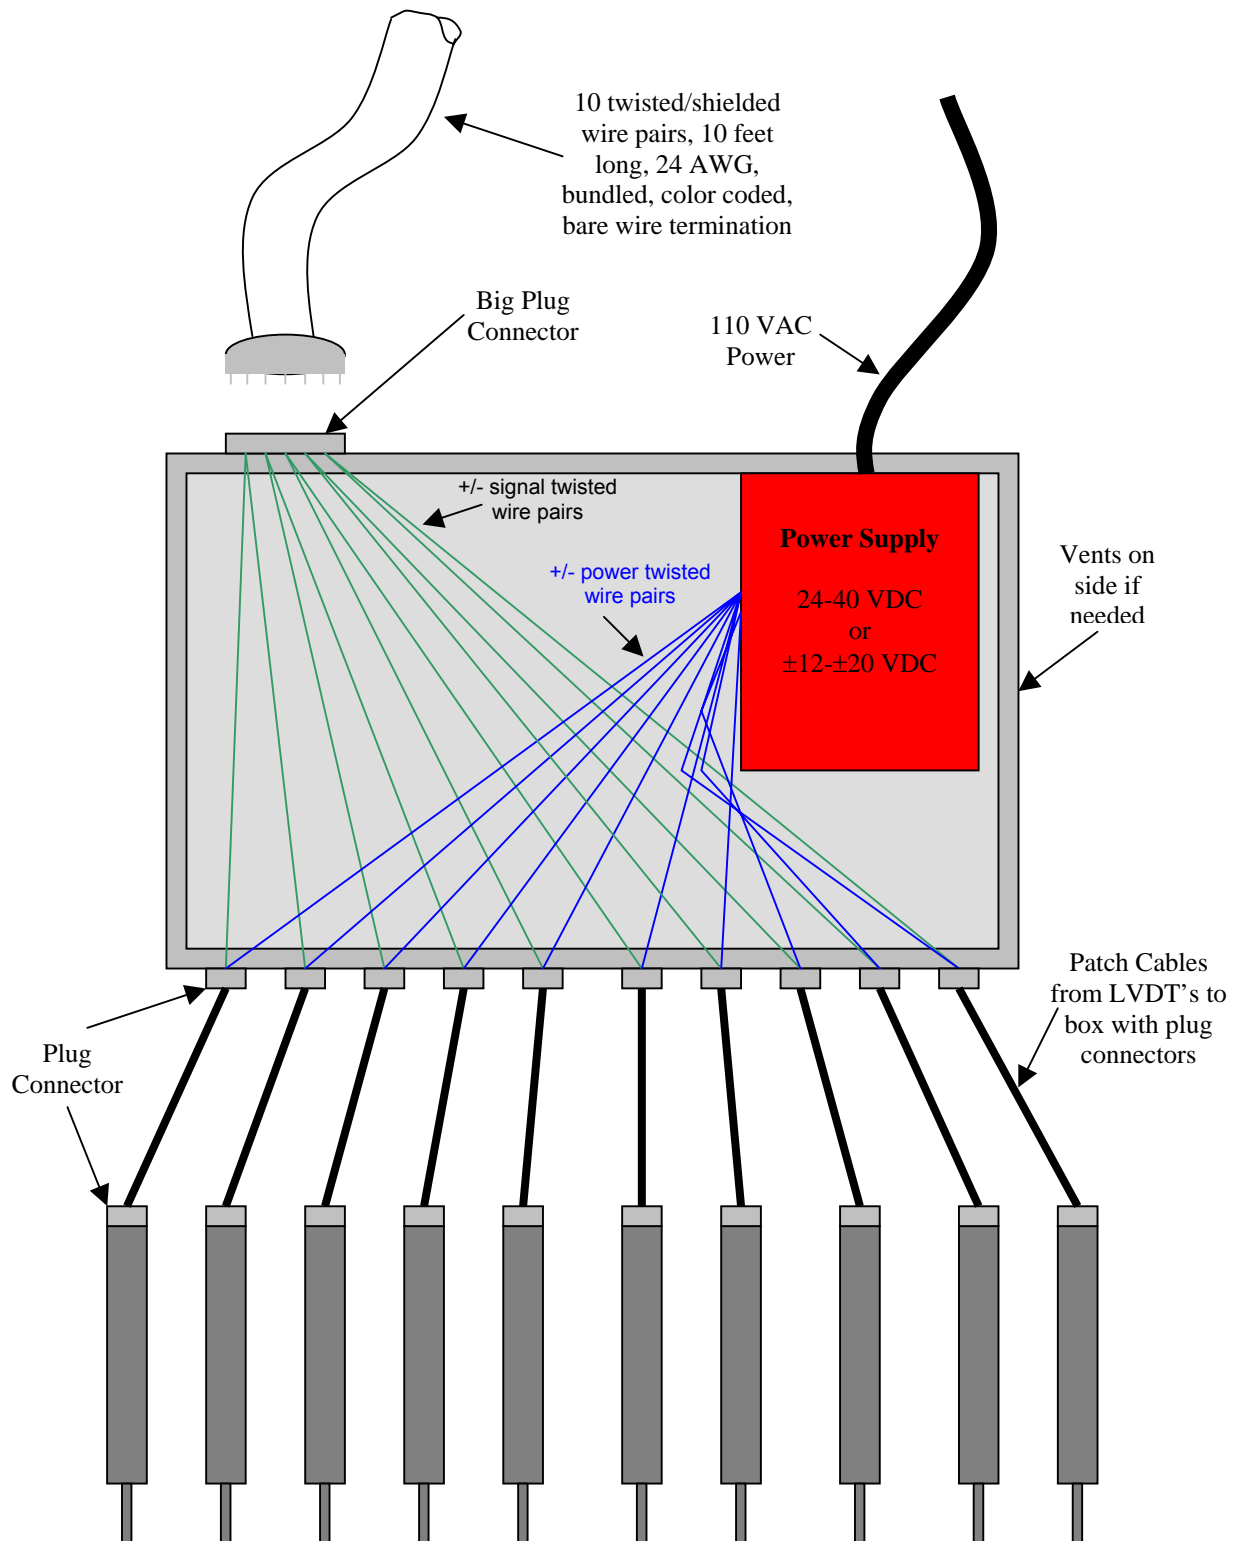 10 twisted/shielded
wire pairs, 10 feet
long, 24 AWG,
bundled, color coded,
bare wire termination
Big Plug
Connector
110 VAC
Power
+/- signal twisted
wire pairs
Power Supply
24-40 VDC
or
±12-±20 VDC
+/- power twisted
wire pairs
Vents on
side if
needed
Plug
Connector
Patch Cables
from LVDT's to
box with plug
connectors